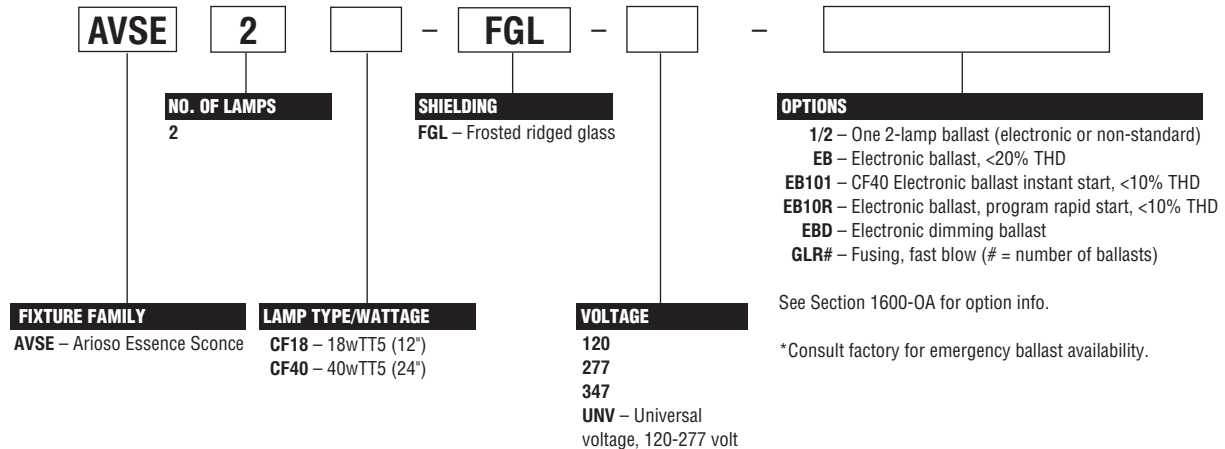 AVSE 2 – FGL – –
NO. OF LAMPS
2
SHIELDING
FGL – Frosted ridged glass
OPTIONS
1/2 – One 2-lamp ballast (electronic or non-standard)
EB – Electronic ballast, <20% THD
EB101 – CF40 Electronic ballast instant start, <10% THD
EB10R – Electronic ballast, program rapid start, <10% THD
EBD – Electronic dimming ballast
GLR# – Fusing, fast blow (# = number of ballasts)
See Section 1600-OA for option info.
*Consult factory for emergency ballast availability.
FIXTURE FAMILY
AVSE – Arioso Essence Sconce
LAMP TYPE/WATTAGE
CF18 – 18wTT5 (12")
CF40 – 40wTT5 (24")
VOLTAGE
120
277
347
UNV – Universal
voltage, 120-277 volt